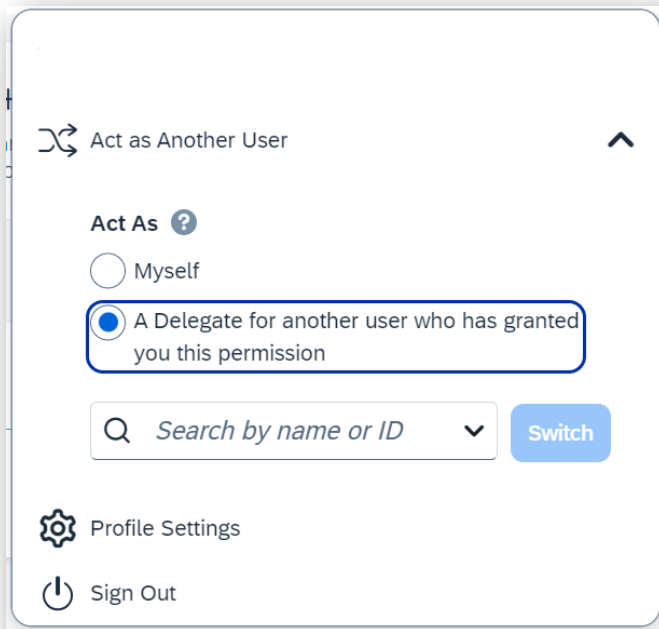 Act as Another User
Act As ?
Myself
A Delegate for another user who has granted
you this permission
Search by name or ID
Switch
Profile Settings
Sign Out